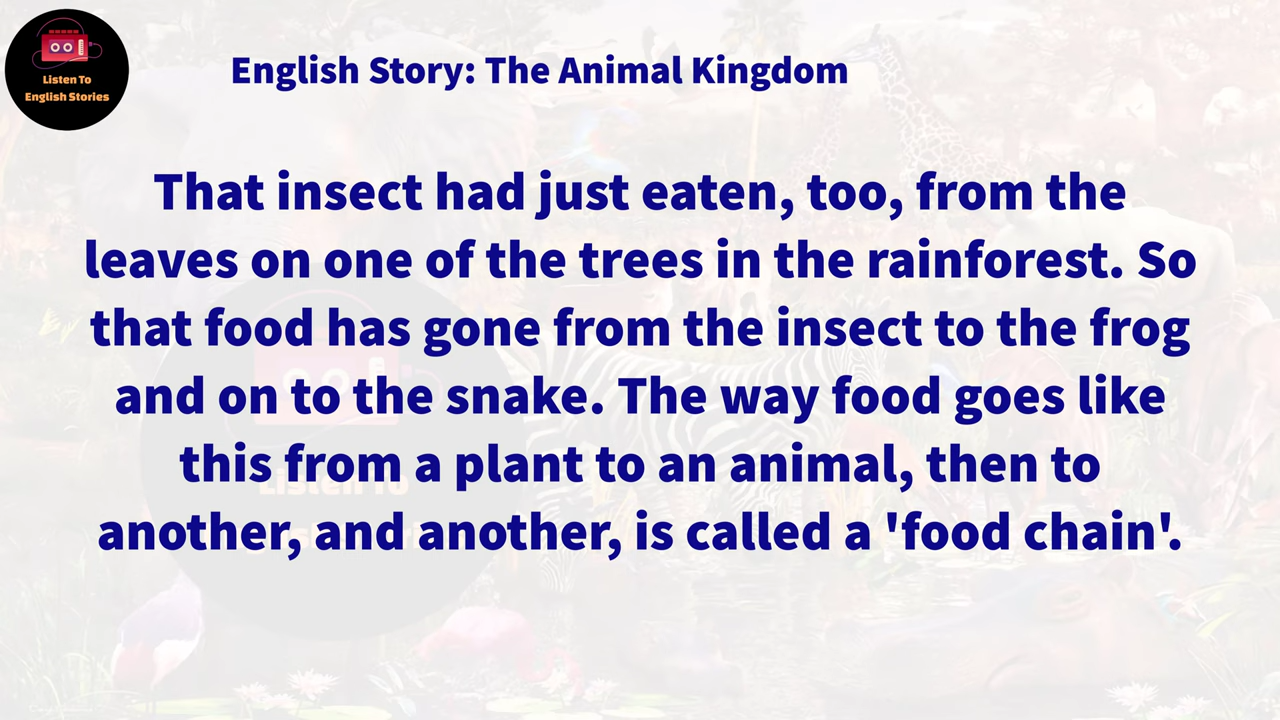 Listen To
English Stories
English Story: The Animal Kingdom
That insect had just eaten, too, from the
leaves on one of the trees in the rainforest. So
that food has gone from the insect to the frog
and on to the snake. The way food goes like
this from a plant to an animal, then to
another, and another, is called a 'food chain'.